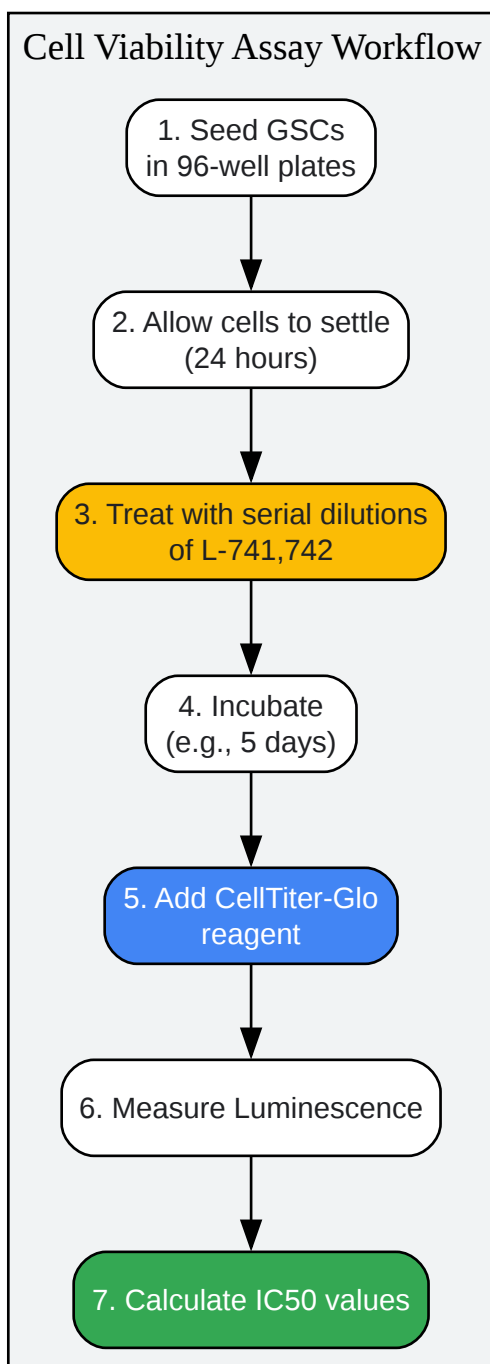 Cell Viability Assay Workflow
1. Seed GSCs
in 96-well plates
2. Allow cells to settle
(24 hours)
3. Treat with serial dilutions
of L-741,742
4. Incubate
(e.g., 5 days)
5. Add CellTiter-Glo
reagent
6. Measure Luminescence
7. Calculate IC50 values